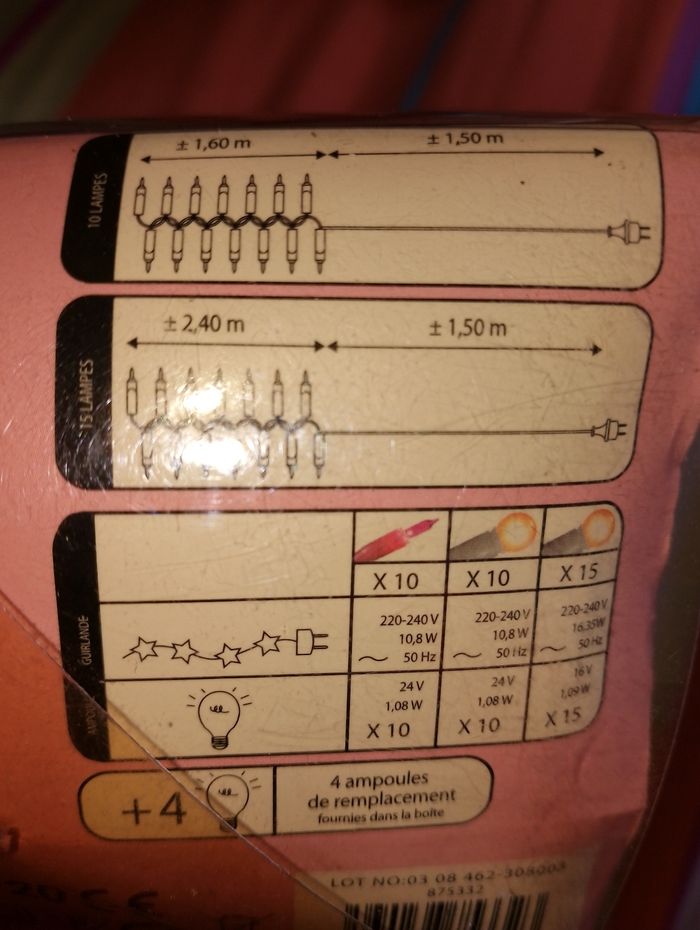 10 LAMPES
± 1,60 m
± 1,50 m
15 LAMPES
± 2,40 m
± 1,50 m
X 10
X 10
X 15
GUIRLANDE
220-240 V
10,8 W
50 Hz
220-240 V
10,8 W
50 Hz
220-240 V
16,35W
50 Hz
24 V
1,08 W
X 10
24 V
1,08 W
X 10
16 V
1,09 W
X 15
+4
4 ampoules
de remplacement
fournies dans la boîte
LOT NO:03 08 462-305003
875332
CE